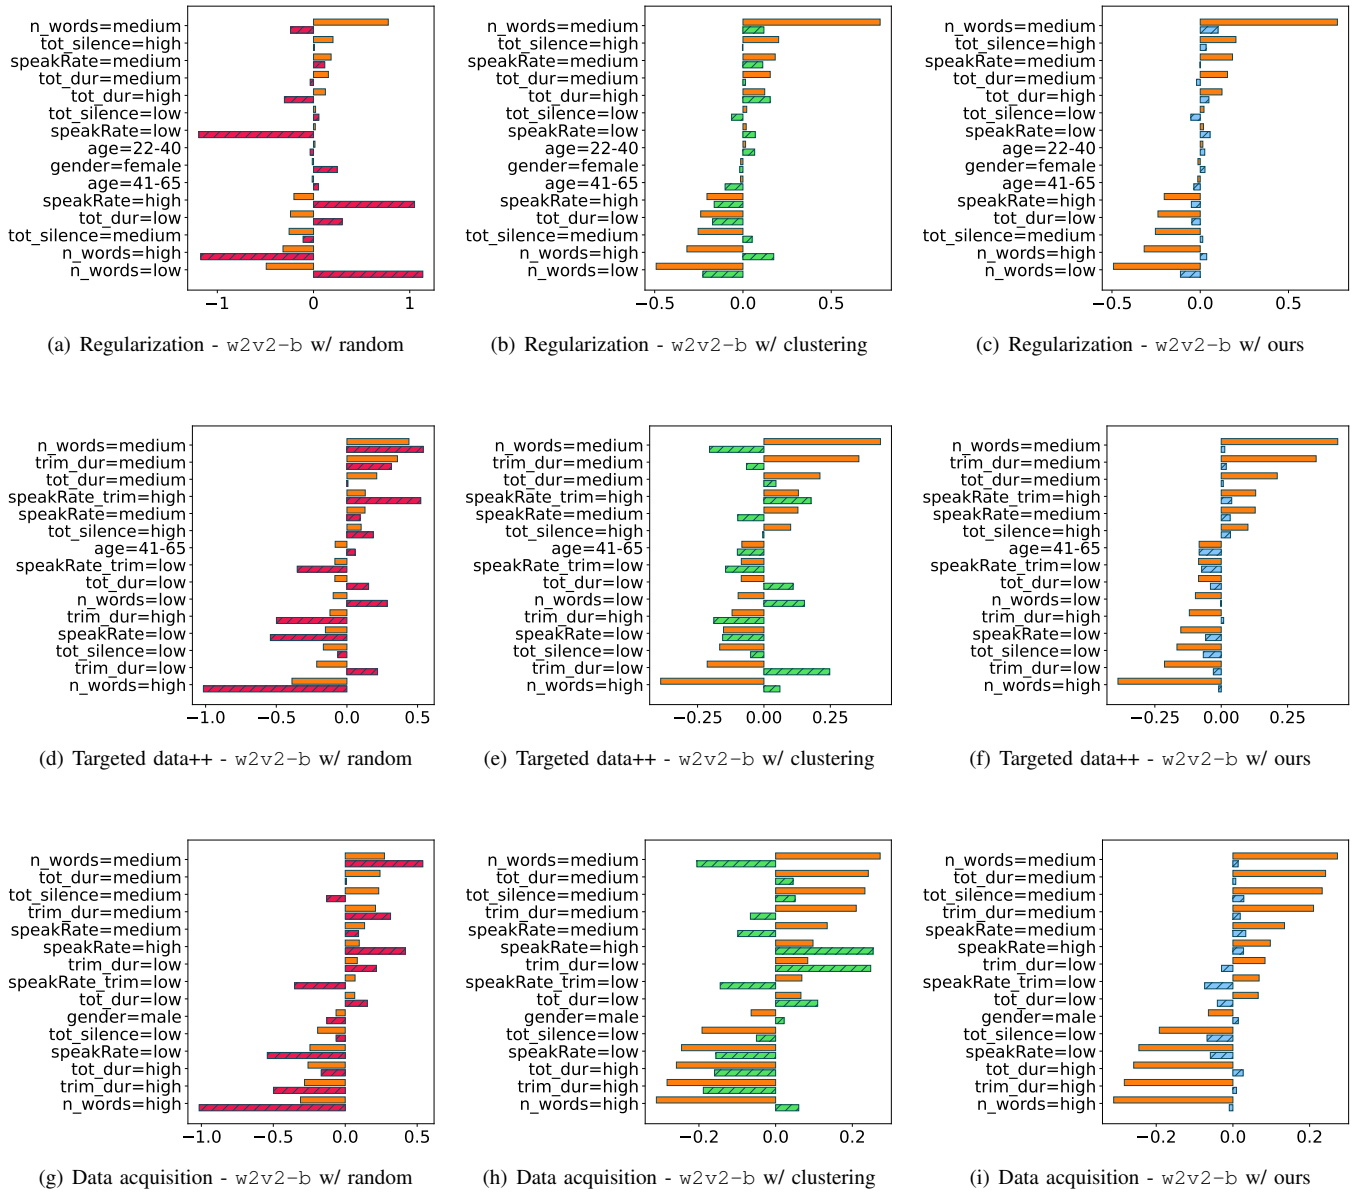 n_words=medium
tot_silence=high
speakRate=medium
tot_dur=medium
tot_dur=high
tot_silence=low
speakRate=low
age=22-40
gender=female
age=41-65
speakRate=high
tot_dur=low
tot_silence=medium
n_words=high
n_words=low
−1 0 1
(a) Regularization - w2v2-b w/ random
n_words=medium
tot_silence=high
speakRate=medium
tot_dur=medium
tot_dur=high
tot_silence=low
speakRate=low
age=22-40
gender=female
age=41-65
speakRate=high
tot_dur=low
tot_silence=medium
n_words=high
n_words=low
−0.5 0.0 0.5
(b) Regularization - w2v2-b w/ clustering
n_words=medium
tot_silence=high
speakRate=medium
tot_dur=medium
tot_dur=high
tot_silence=low
speakRate=low
age=22-40
gender=female
age=41-65
speakRate=high
tot_dur=low
tot_silence=medium
n_words=high
n_words=low
−0.5 0.0 0.5
(c) Regularization - w2v2-b w/ ours
n_words=medium
trim_dur=medium
tot_dur=medium
speakRate_trim=high
speakRate=medium
tot_silence=high
age=41-65
speakRate_trim=low
tot_dur=low
n_words=low
trim_dur=high
speakRate=low
tot_silence=low
trim_dur=low
n_words=high
−1.0 −0.5 0.0 0.5
(d) Targeted data++ - w2v2-b w/ random
n_words=medium
trim_dur=medium
tot_dur=medium
speakRate_trim=high
speakRate=medium
tot_silence=high
age=41-65
speakRate_trim=low
tot_dur=low
n_words=low
trim_dur=high
speakRate=low
tot_silence=low
trim_dur=low
n_words=high
−0.25 0.00 0.25
(e) Targeted data++ - w2v2-b w/ clustering
n_words=medium
trim_dur=medium
tot_dur=medium
speakRate_trim=high
speakRate=medium
tot_silence=high
age=41-65
speakRate_trim=low
tot_dur=low
n_words=low
trim_dur=high
speakRate=low
tot_silence=low
trim_dur=low
n_words=high
−0.25 0.00 0.25
(f) Targeted data++ - w2v2-b w/ ours
n_words=medium
tot_dur=medium
tot_silence=medium
trim_dur=medium
speakRate=medium
speakRate=high
trim_dur=low
speakRate_trim=low
tot_dur=low
gender=male
tot_silence=low
speakRate=low
tot_dur=high
trim_dur=high
n_words=high
−1.0 −0.5 0.0 0.5
(g) Data acquisition - w2v2-b w/ random
n_words=medium
tot_dur=medium
tot_silence=medium
trim_dur=medium
speakRate=medium
speakRate=high
trim_dur=low
speakRate_trim=low
tot_dur=low
gender=male
tot_silence=low
speakRate=low
tot_dur=high
trim_dur=high
n_words=high
−0.2 0.0 0.2
(h) Data acquisition - w2v2-b w/ clustering
n_words=medium
tot_dur=medium
tot_silence=medium
trim_dur=medium
speakRate=medium
speakRate=high
trim_dur=low
speakRate_trim=low
tot_dur=low
gender=male
tot_silence=low
speakRate=low
tot_dur=high
trim_dur=high
n_words=high
−0.2 0.0 0.2
(i) Data acquisition - w2v2-b w/ ours